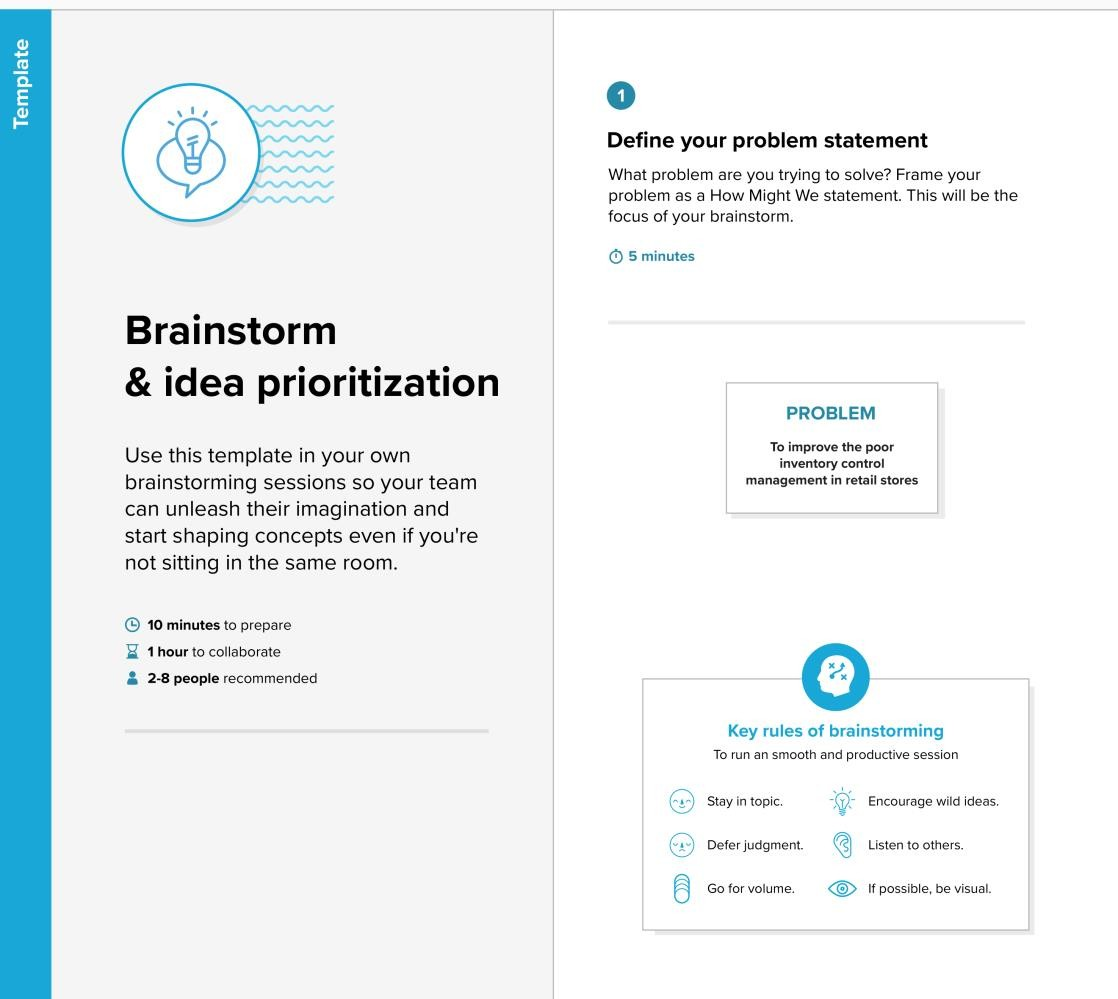 Template
Brainstorm
& idea prioritization
Use this template in your own
brainstorming sessions so your team
can unleash their imagination and
start shaping concepts even if you're
not sitting in the same room.
10 minutes to prepare
1 hour to collaborate
2-8 people recommended
1
Define your problem statement
What problem are you trying to solve? Frame your
problem as a How Might We statement. This will be the
focus of your brainstorm.
5 minutes
PROBLEM
To improve the poor
inventory control
management in retail stores
Key rules of brainstorming
To run an smooth and productive session
Stay in topic.
Encourage wild ideas.
Defer judgment.
Listen to others.
Go for volume.
If possible, be visual.